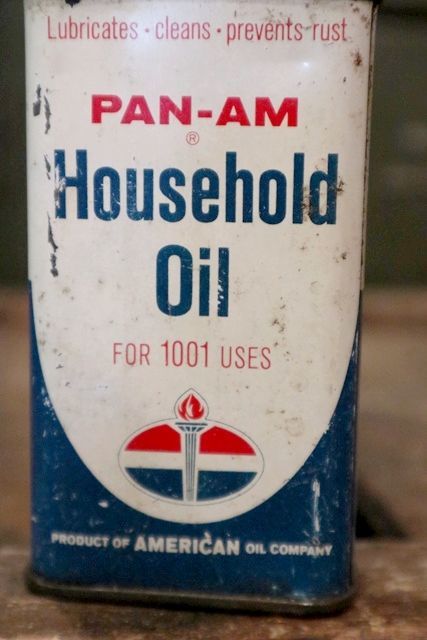 Lubricates · cleans · prevents rust
PAN-AM
®
Household
Oil
FOR 1001 USES
PRODUCT OF AMERICAN OIL COMPANY